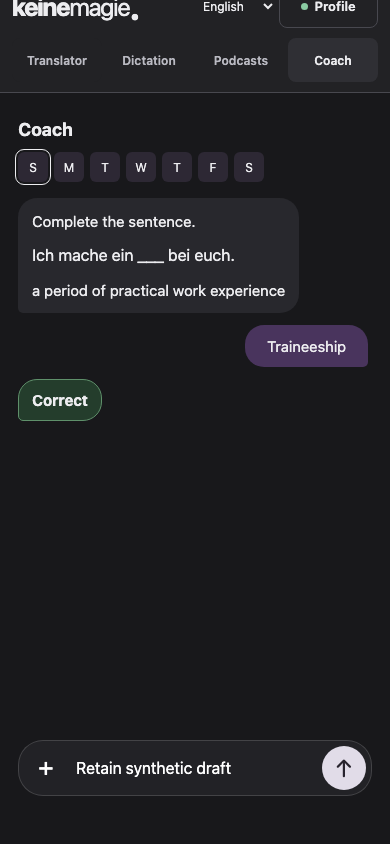 keinemagie.
English
Profile
Translator Dictation Podcasts Coach
Coach
S M T W T F S
Complete the sentence.
Ich mache ein ___ bei euch.
a period of practical work experience
Traineeship
Correct
+ Retain synthetic draft